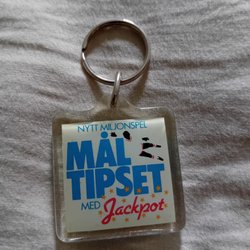 NYTT MILJONSPEL
MÅL
TIPSET
MED Jackpot